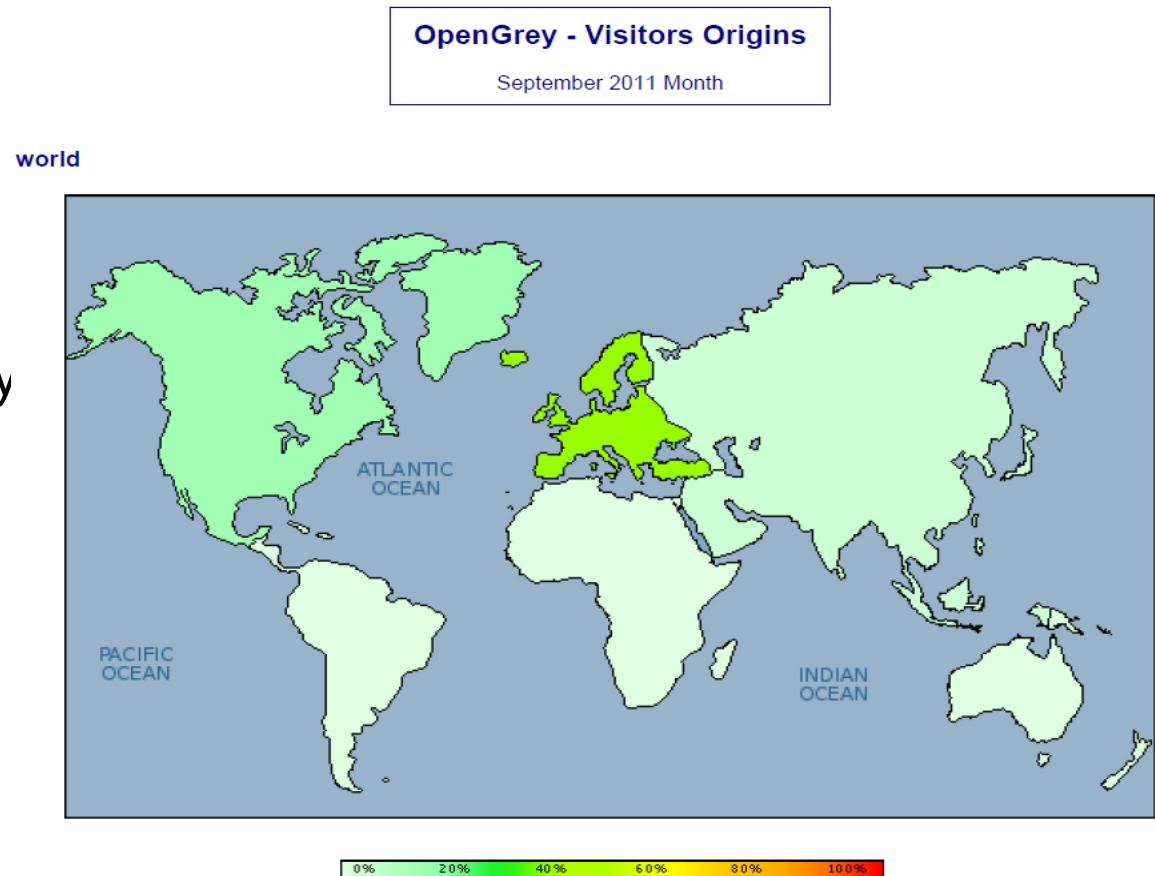 OpenGrey - Visitors Origins
September 2011 Month
world
y
ATLANTIC
OCEAN
PACIFIC
OCEAN
INDIAN
OCEAN
0% 20% 40% 60% 80% 100%